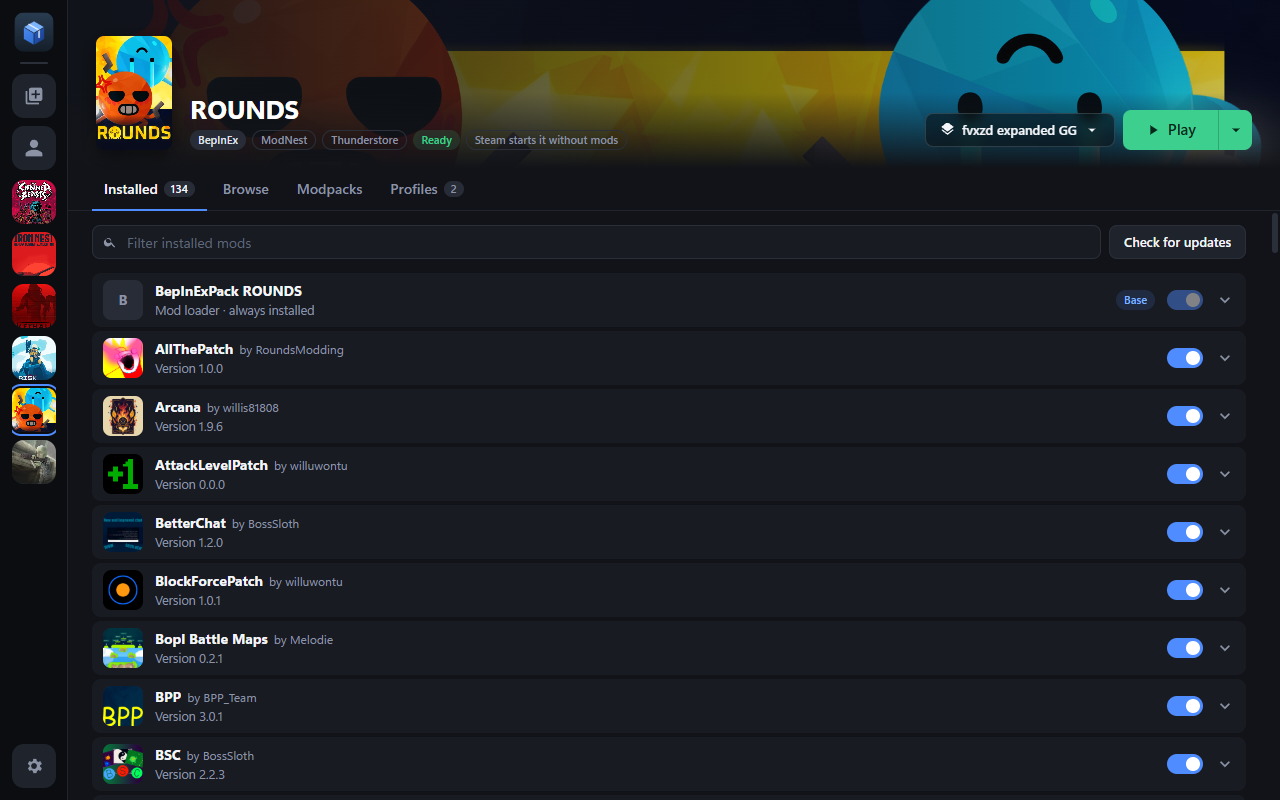 ROUNDS
ROUNDS
BepInEx
ModNest
Thunderstore
Ready
Steam starts it without mods
fvxzd expanded GG
Play
Installed 134
Browse
Modpacks
Profiles 2
Filter installed mods
Check for updates
B
BepInExPack ROUNDS
Mod loader · always installed
Base
AllThePatch by RoundsModding
Version 1.0.0
Arcana by willis81808
Version 1.9.6
+1
AttackLevelPatch by willuwontu
Version 0.0.0
BetterChat by BossSloth
Version 1.2.0
BlockForcePatch by willuwontu
Version 1.0.1
Bopl Battle Maps by Melodie
Version 0.2.1
BPP
BPP by BPP_Team
Version 3.0.1
BSC by BossSloth
Version 2.2.3